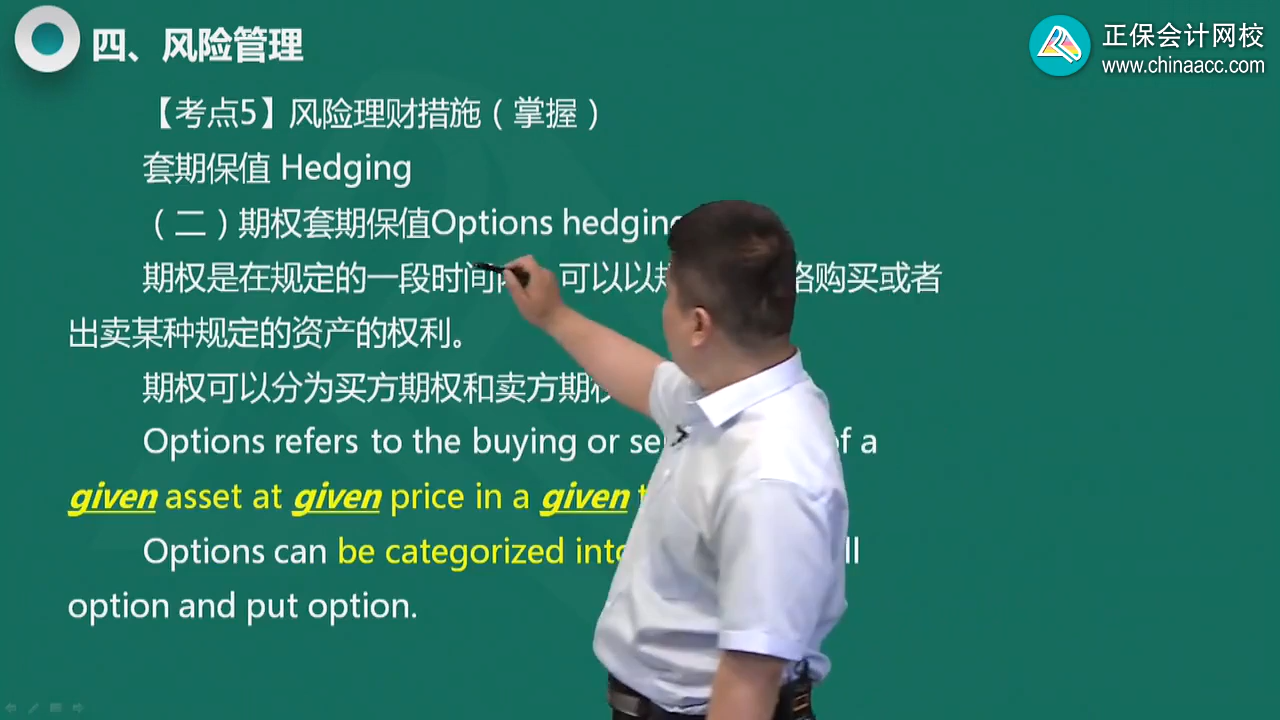 四、风险管理
正保会计网校
www.chinaacc.com
【考点5】风险理财措施（掌握）
套期保值 Hedging
（二）期权套期保值Options hedging
期权是在规定的一段时间 可以以 购买或者
出卖某种规定的资产的权利。
期权可以分为买方期权和卖方期
Options refers to the buying or of a
given asset at given price in a given
Options can be categorized into
option and put option.